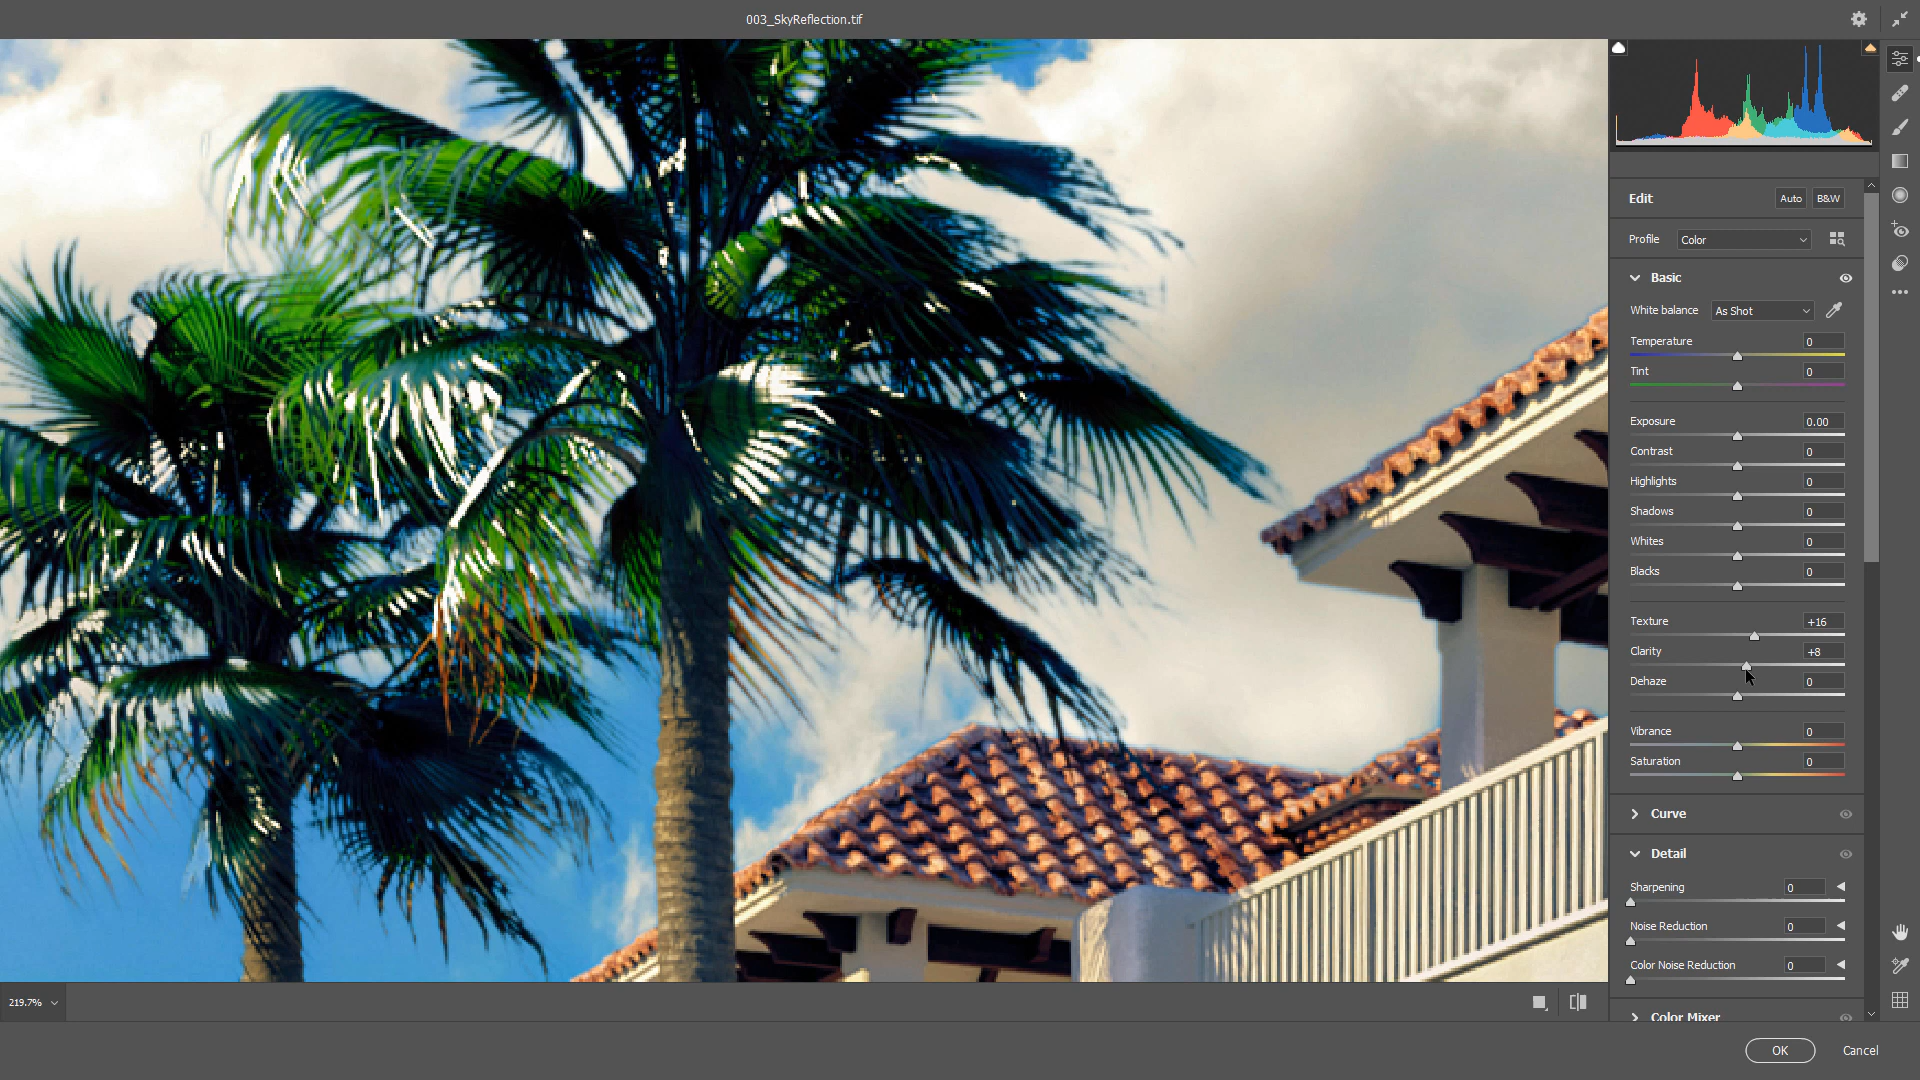 003_SkyReflection.tif
Edit
Auto
B&W
Profile
Color
Basic
White balance
As Shot
Temperature
0
Tint
0
Exposure
0.00
Contrast
0
Highlights
0
Shadows
0
Whites
0
Blacks
0
Texture
+16
Clarity
+8
Dehaze
0
Vibrance
0
Saturation
0
Curve
Detail
Sharpening
0
Noise Reduction
0
Color Noise Reduction
0
Color Mixer
219.7%
OK
Cancel